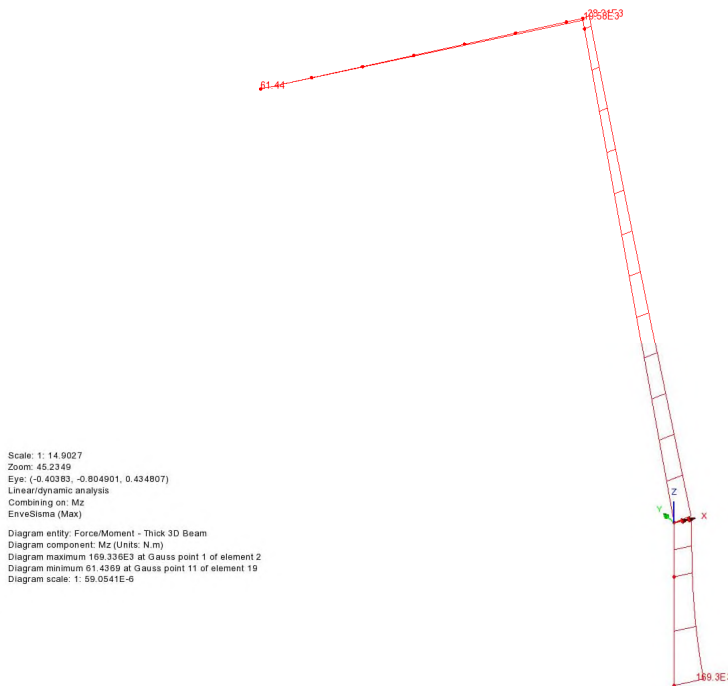 19.58E3
61.44
Z
Y
X
Scale: 1: 14.9027
Zoom: 45.2349
Eye: (-0.40383, -0.804901, 0.434807)
Linear/dynamic analysis
Combining on: Mz
EnveSisma (Max)
Diagram entity: Force/Moment - Thick 3D Beam
Diagram component: Mz (Units: N.m)
Diagram maximum 169.336E3 at Gauss point 1 of element 2
Diagram minimum 61.4369 at Gauss point 11 of element 19
Diagram scale: 1: 59.0541E-6
169.3E